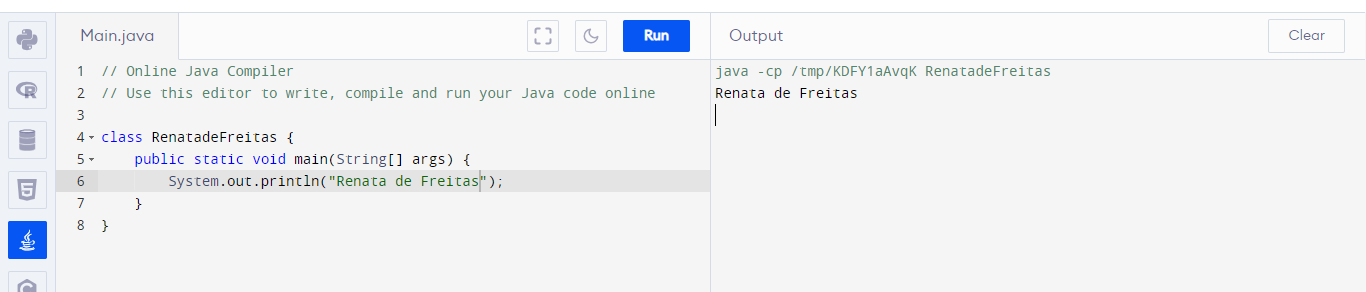 Main.java
Run
1 // Online Java Compiler
2 // Use this editor to write, compile and run your Java code online
3
4 class RenatadeFreitas {
5     public static void main(String[] args) {
6         System.out.println("Renata de Freitas");
7     }
8 }
Output
Clear
java -cp /tmp/KDFY1aAvqK RenatadeFreitas
Renata de Freitas